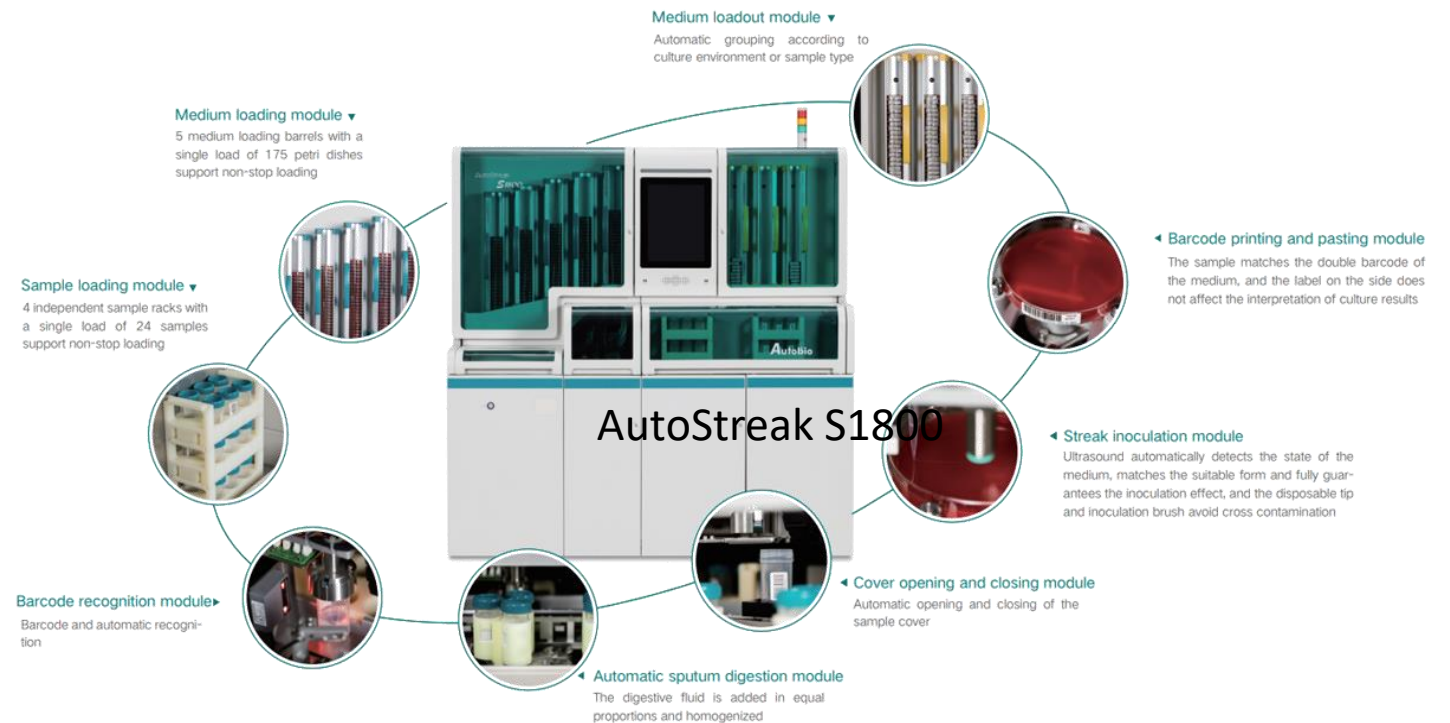 Medium loadout module ▼
Automatic grouping according to
culture environment or sample type
Medium loading module ▼
5 medium loading barrels with a
single load of 175 petri dishes
support non-stop loading
Sample loading module ▼
4 independent sample racks with
a single load of 24 samples
support non-stop loading
Barcode recognition module▶
Barcode and automatic recogni-
tion
◀ Automatic sputum digestion module
The digestive fluid is added in equal
proportions and homogenized
◀ Cover opening and closing module
Automatic opening and closing of the
sample cover
◀ Streak inoculation module
Ultrasound automatically detects the state of the
medium, matches the suitable form and fully guar-
antees the inoculation effect, and the disposable tip
and inoculation brush avoid cross contamination
◀ Barcode printing and pasting module
The sample matches the double barcode of
the medium, and the label on the side does
not affect the interpretation of culture results
AutoStreak
S1800
Autobio
AutoStreak S1800